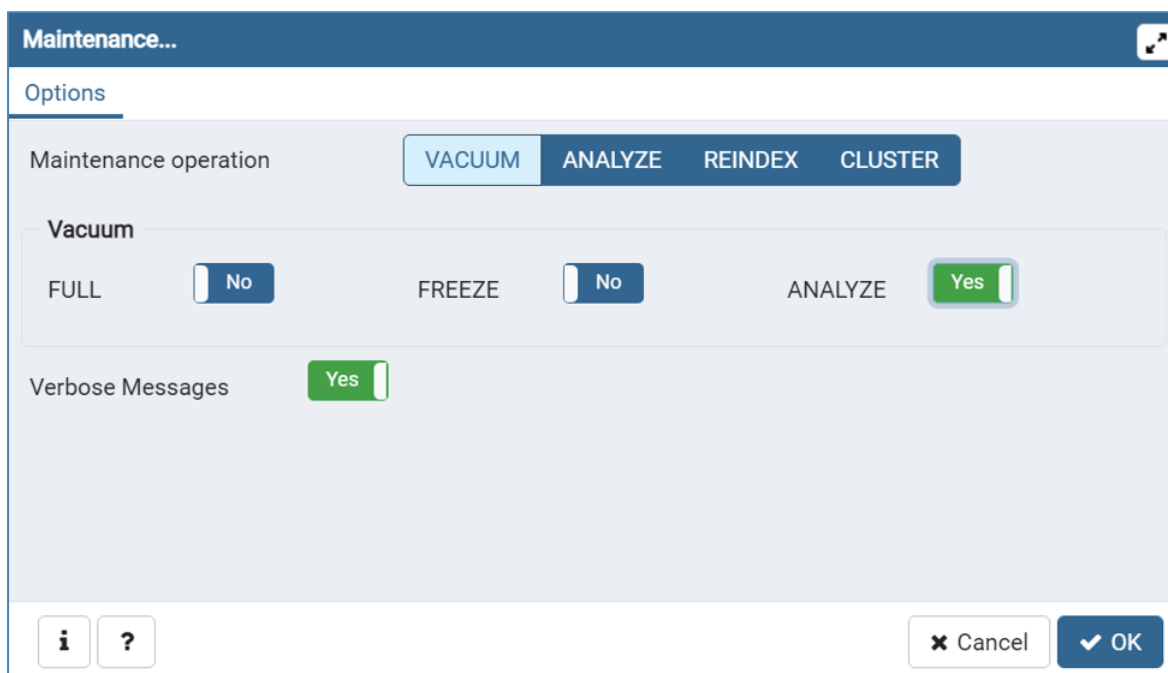 Maintenance...
Options
Maintenance operation VACUUM ANALYZE REINDEX CLUSTER
Vacuum
FULL No FREEZE No ANALYZE Yes
Verbose Messages Yes
i ? Cancel OK